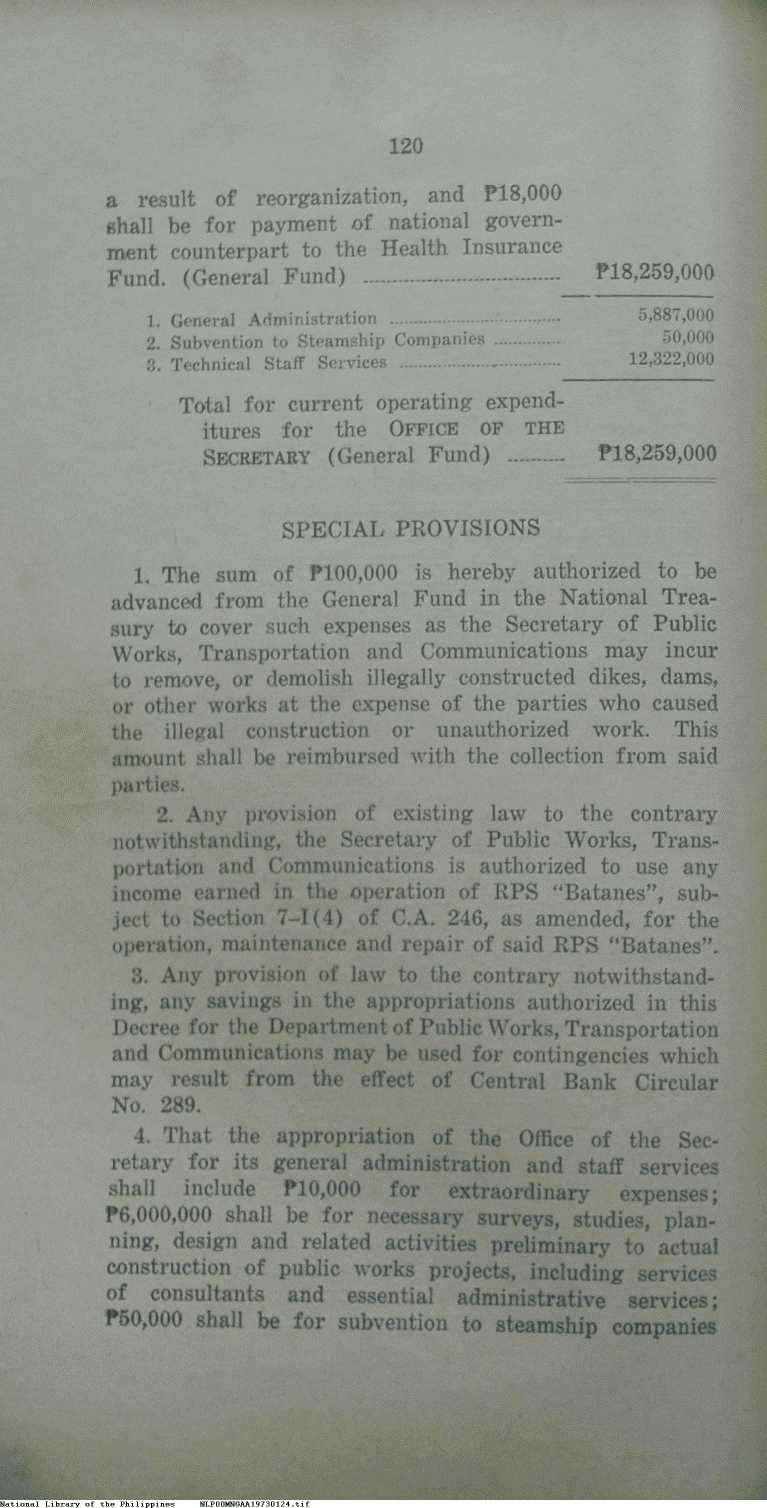 120
a result of reorganization, and ₱18,000
shall be for payment of national govern-
ment counterpart to the Health Insurance
Fund. (General Fund) ................................ ₱18,259,000
1. General Administration ................................ 5,887,000
2. Subvention to Steamship Companies ............. 50,000
3. Technical Staff Services ............................... 12,322,000
Total for current operating expend-
itures for the OFFICE OF THE
SECRETARY (General Fund) .......... ₱18,259,000
SPECIAL PROVISIONS
1. The sum of ₱100,000 is hereby authorized to be
advanced from the General Fund in the National Trea-
sury to cover such expenses as the Secretary of Public
Works, Transportation and Communications may incur
to remove, or demolish illegally constructed dikes, dams,
or other works at the expense of the parties who caused
the illegal construction or unauthorized work. This
amount shall be reimbursed with the collection from said
parties.
2. Any provision of existing law to the contrary
notwithstanding, the Secretary of Public Works, Trans-
portation and Communications is authorized to use any
income earned in the operation of RPS “Batanes”, sub-
ject to Section 7–I(4) of C.A. 246, as amended, for the
operation, maintenance and repair of said RPS “Batanes”.
3. Any provision of law to the contrary notwithstand-
ing, any savings in the appropriations authorized in this
Decree for the Department of Public Works, Transportation
and Communications may be used for contingencies which
may result from the effect of Central Bank Circular
No. 289.
4. That the appropriation of the Office of the Sec-
retary for its general administration and staff services
shall include ₱10,000 for extraordinary expenses;
₱6,000,000 shall be for necessary surveys, studies, plan-
ning, design and related activities preliminary to actual
construction of public works projects, including services
of consultants and essential administrative services;
₱50,000 shall be for subvention to steamship companies
National Library of the Philippines NLP00MNGAA19730124.tif